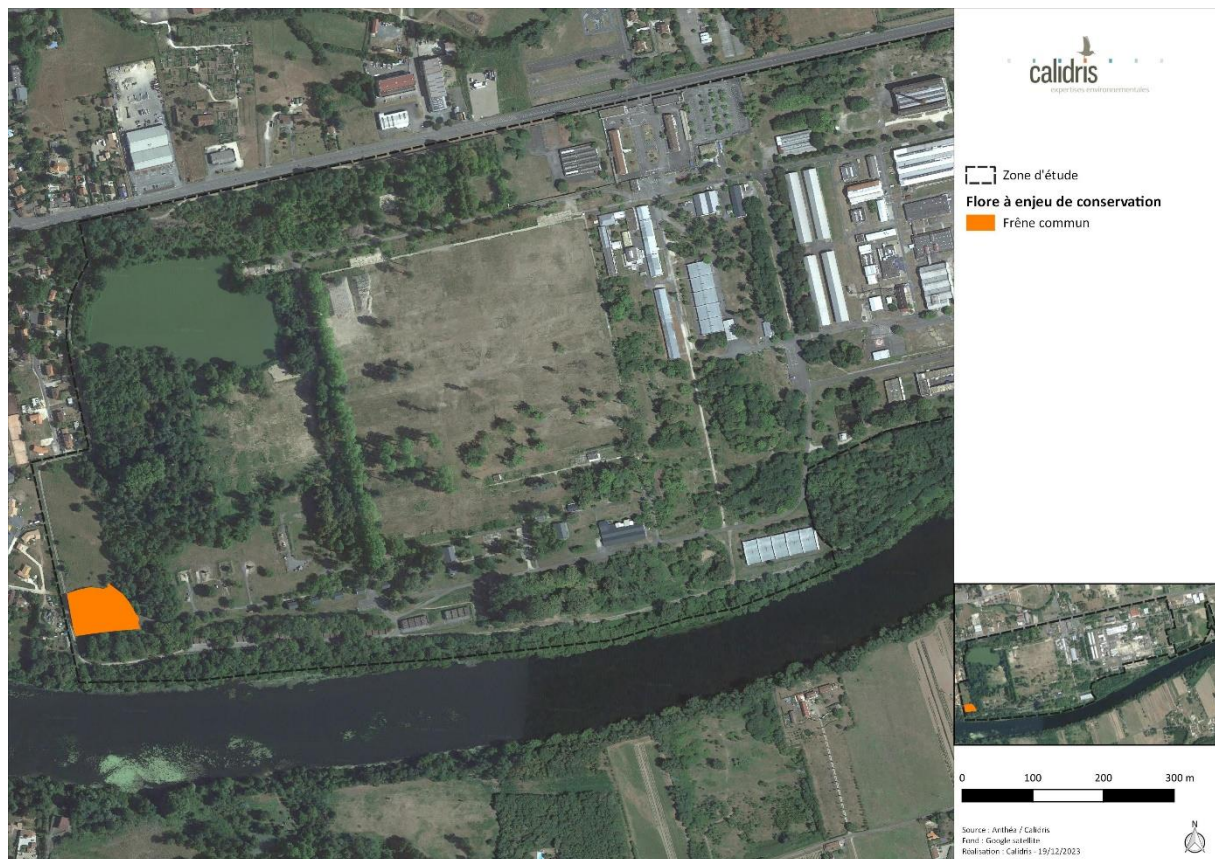 calidris
expertises environnementales
Zone d'étude
Flore à enjeu de conservation
Frêne commun
0 100 200 300 m
Source : Anthéa / Calidris
Fond : Google satellite
Réalisation : Calidris - 19/12/2023
N